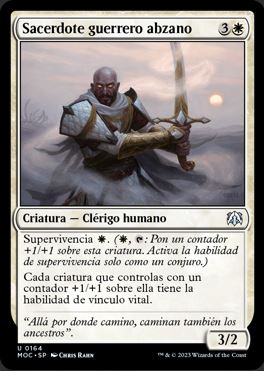 Sacerdote guerrero abzano 3
Criatura — Clérigo humano
Supervivencia. (, : Pon un contador
+1/+1 sobre esta criatura. Activa la habilidad
de supervivencia solo como un conjuro.)
Cada criatura que controlas con un
contador +1/+1 sobre ella tiene la
habilidad de vínculo vital.
"Allá por donde camino, caminan también los
ancestros".
3/2
U 0164
MOC • SP Chris Rahn
™ & © 2023 Wizards of the Coast